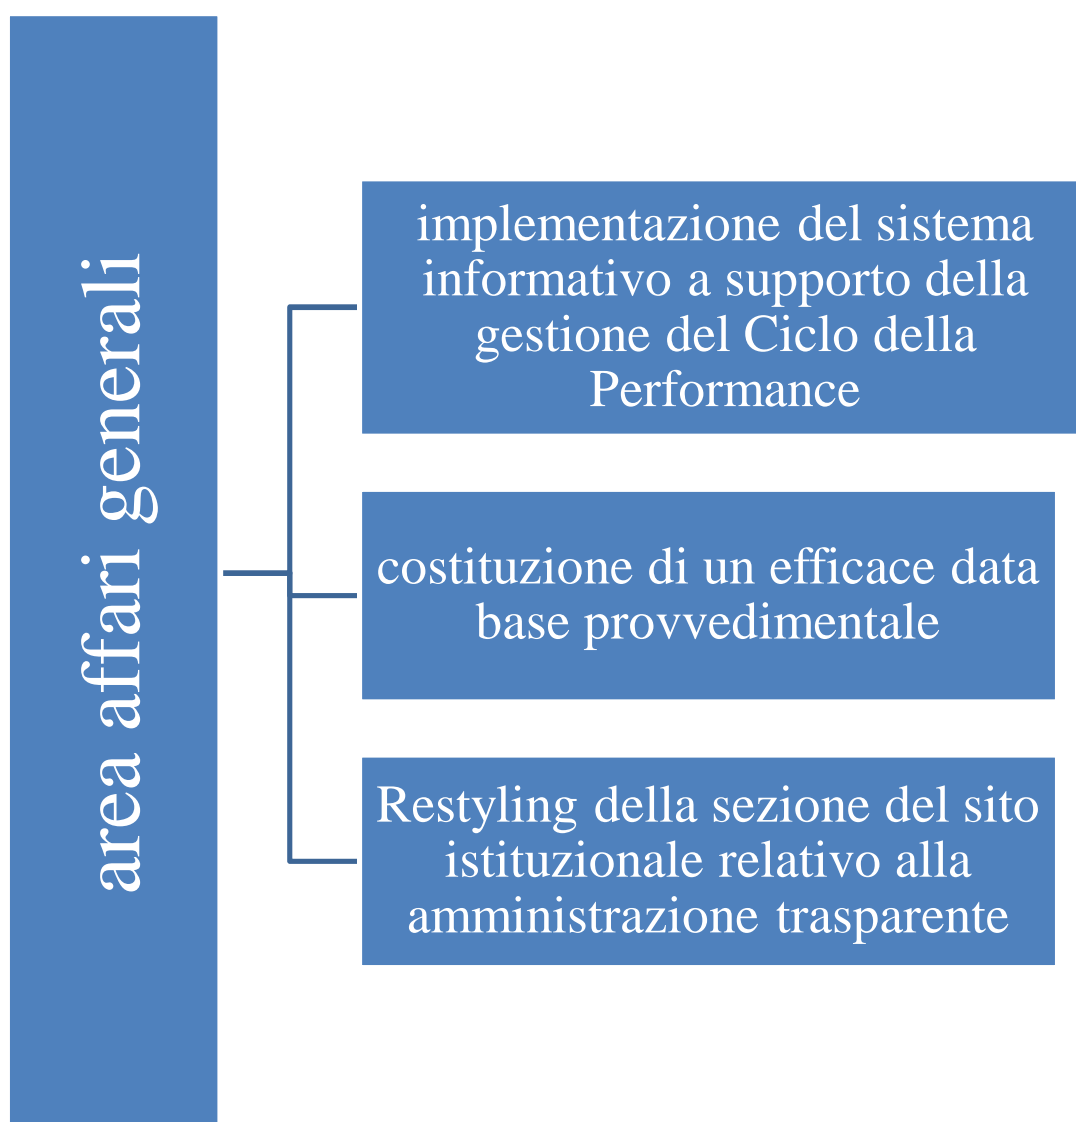 area affari generali
implementazione del sistema
informativo a supporto della
gestione del Ciclo della
Performance
costituzione di un efficace data
base provvedimentale
Restyling della sezione del sito
istituzionale relativo alla
amministrazione trasparente